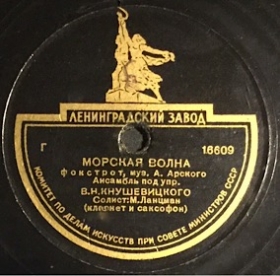 ЛЕНИНГРАДСКИЙ ЗАВОД
Г 16609
МОРСКАЯ ВОЛНА
Фокстрот, муз. А. Арского
Ансамбль под упр.
В.Н.КНУШЕВИЦКОГО
Солист: М. Ланцман
(кларнет и саксофон)
КОМИТЕТ ПО ДЕЛАМ ИСКУССТВ ПРИ СОВЕТЕ МИНИСТРОВ СССР